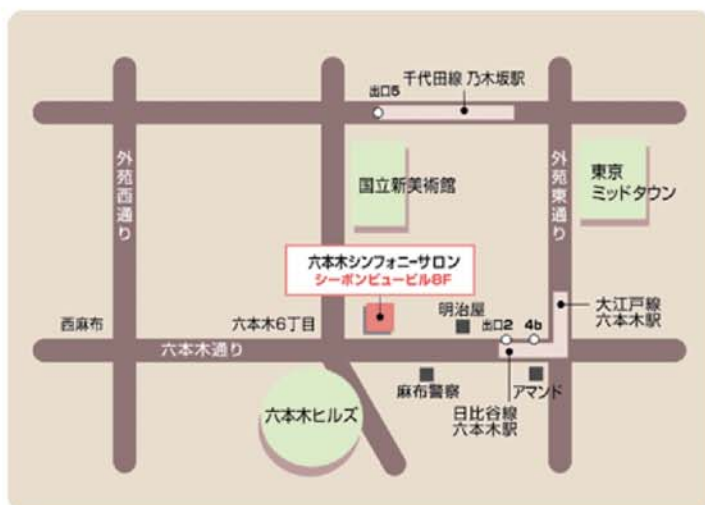 千代田線 乃木坂駅
出口5
外苑西通り
国立新美術館
外苑東通り
東京
ミッドタウン
六本木シンフォニーサロン
シーボンビュービル8F
大江戸線
六本木駅
西麻布
六本木6丁目
明治屋
出口2
4b
六本木通り
麻布警察
アマンド
六本木ヒルズ
日比谷線
六本木駅